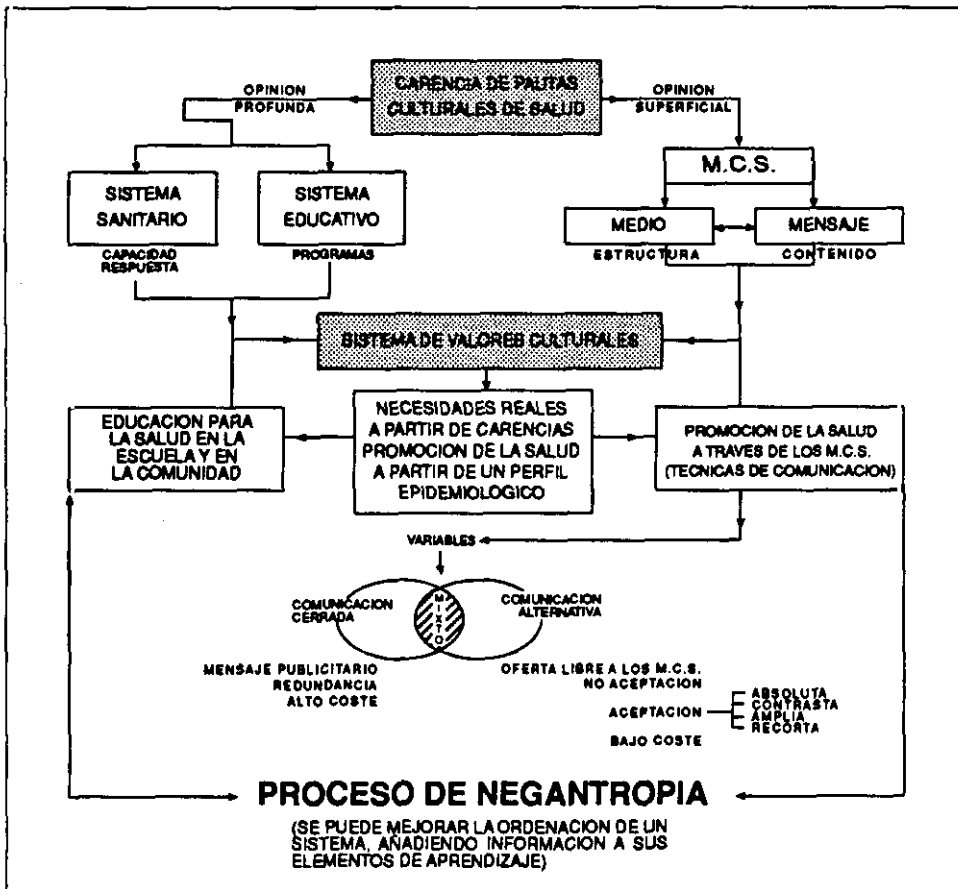 CARENCIA DE PAUTAS
CULTURALES DE SALUD
OPINION
PROFUNDA
OPINION
SUPERFICIAL
M.C.S.
SISTEMA
SANITARIO
SISTEMA
EDUCATIVO
MEDIO
MENSAJE
CAPACIDAD
RESPUESTA
PROGRAMAS
ESTRUCTURA
CONTENIDO
SISTEMA DE VALORES CULTURALES
EDUCACION PARA
LA SALUD EN LA
ESCUELA Y EN
LA COMUNIDAD
NECESIDADES REALES
A PARTIR DE CARENCIAS
PROMOCION DE LA SALUD
A PARTIR DE UN PERFIL
EPIDEMIOLOGICO
PROMOCION DE LA SALUD
A TRAVES DE LOS M.C.S.
(TECNICAS DE COMUNICACION)
VARIABLES
COMUNICACION
CERRADA
MIXTO
COMUNICACION
ALTERNATIVA
MENSAJE PUBLICITARIO
REDUNDANCIA
ALTO COSTE
OFERTA LIBRE A LOS M.C.S.
NO ACEPTACION
ACEPTACION
ABSOLUTA
CONTRASTA
AMPLIA
RECORTA
BAJO COSTE
PROCESO DE NEGANTROPIA
(SE PUEDE MEJORAR LA ORDENACION DE UN
SISTEMA, AÑADIENDO INFORMACION A SUS
ELEMENTOS DE APRENDIZAJE)